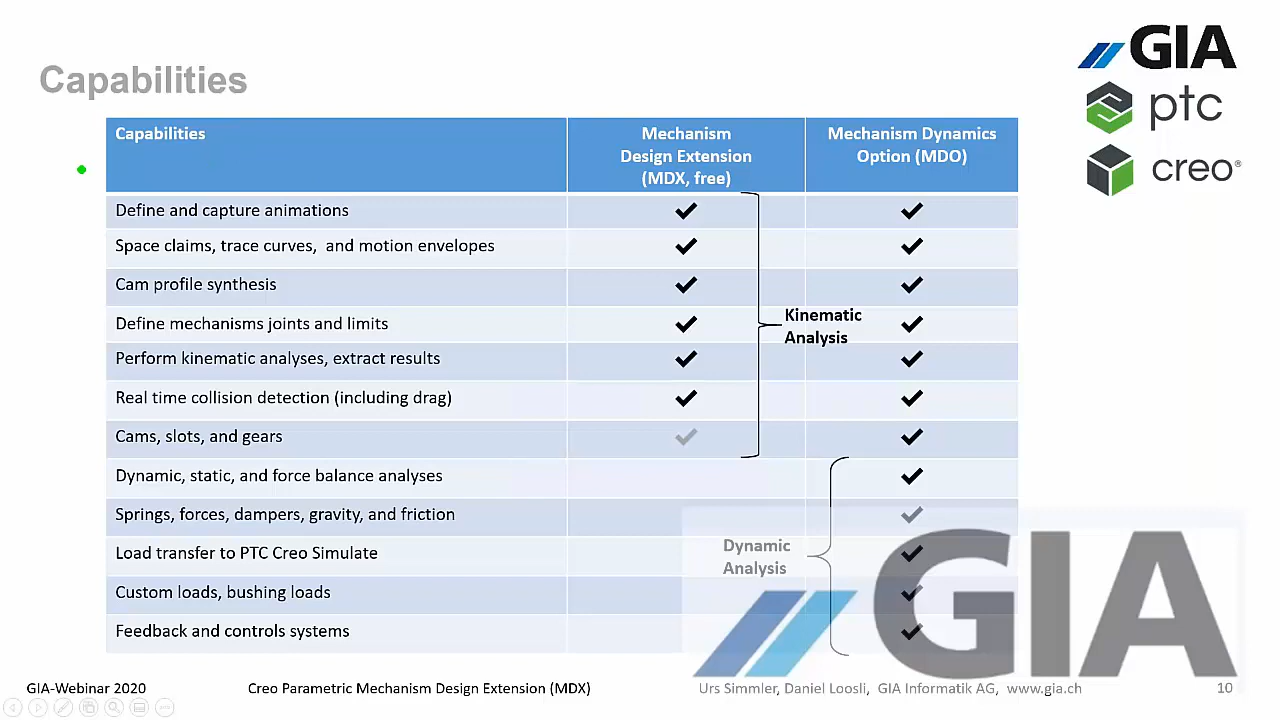 GIA
ptc
creo®
Capabilities
Capabilities
Mechanism
Design Extension
(MDX, free)
Mechanism Dynamics
Option (MDO)
Define and capture animations
✔ ✔
Space claims, trace curves, and motion envelopes
✔ ✔
Cam profile synthesis
✔ ✔
Define mechanisms joints and limits
✔ ✔
Kinematic
Analysis
Perform kinematic analyses, extract results
✔ ✔
Real time collision detection (including drag)
✔ ✔
Cams, slots, and gears
✔ ✔
Dynamic, static, and force balance analyses
✔
Springs, forces, dampers, gravity, and friction
✔
Dynamic
Analysis
Load transfer to PTC Creo Simulate
✔
Custom loads, bushing loads
✔
Feedback and controls systems
✔
GIA
GIA-Webinar 2020
Creo Parametric Mechanism Design Extension (MDX)
Urs Simmler, Daniel Loosli, GIA Informatik AG, www.gia.ch
10